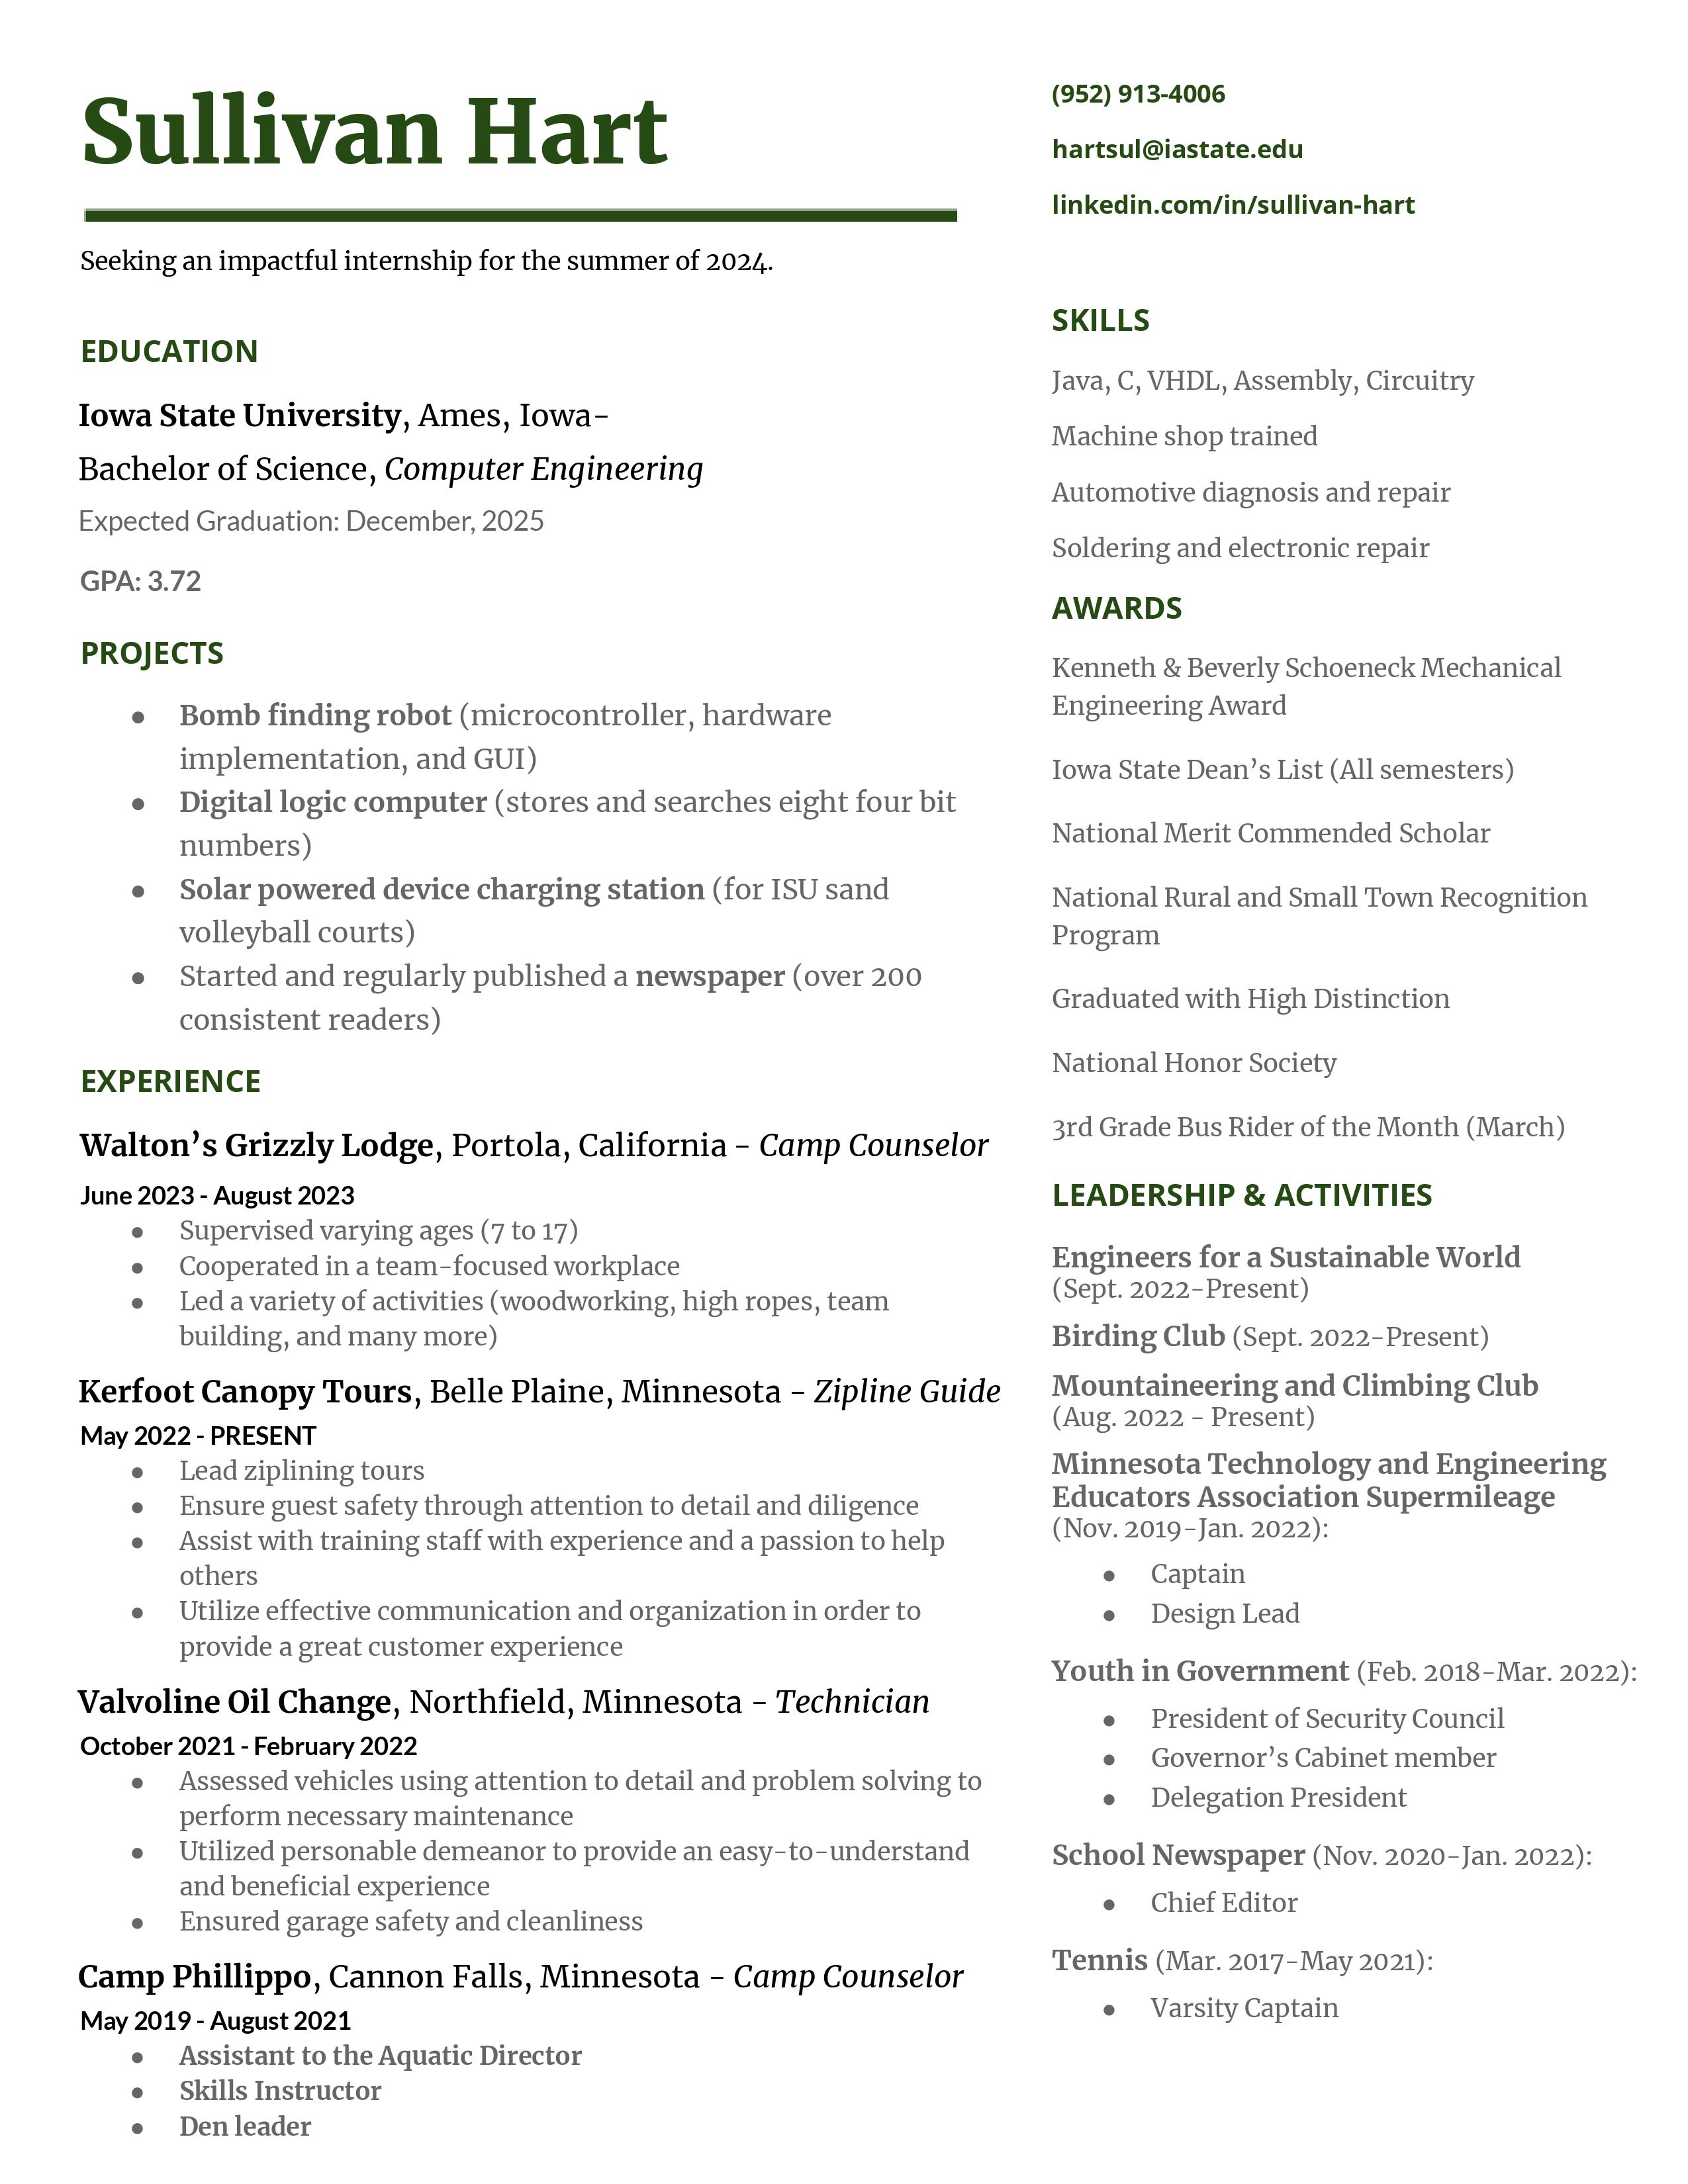 Sullivan Hart
Seeking an impactful internship for the summer of 2024.
EDUCATION
Iowa State University, Ames, Iowa-
Bachelor of Science, Computer Engineering
Expected Graduation: December, 2025
GPA: 3.72
PROJECTS
● Bomb finding robot (microcontroller, hardware
implementation, and GUI)
● Digital logic computer (stores and searches eight four bit
numbers)
● Solar powered device charging station (for ISU sand
volleyball courts)
● Started and regularly published a newspaper (over 200
consistent readers)
EXPERIENCE
Walton’s Grizzly Lodge, Portola, California - Camp Counselor
June 2023 - August 2023
● Supervised varying ages (7 to 17)
● Cooperated in a team-focused workplace
● Led a variety of activities (woodworking, high ropes, team
building, and many more)
Kerfoot Canopy Tours, Belle Plaine, Minnesota - Zipline Guide
May 2022 - PRESENT
● Lead ziplining tours
● Ensure guest safety through attention to detail and diligence
● Assist with training staff with experience and a passion to help
others
● Utilize effective communication and organization in order to
provide a great customer experience
Valvoline Oil Change, Northfield, Minnesota - Technician
October 2021 - February 2022
● Assessed vehicles using attention to detail and problem solving to
perform necessary maintenance
● Utilized personable demeanor to provide an easy-to-understand
and beneficial experience
● Ensured garage safety and cleanliness
Camp Phillippo, Cannon Falls, Minnesota - Camp Counselor
May 2019 - August 2021
● Assistant to the Aquatic Director
● Skills Instructor
● Den leader
(952) 913-4006
hartsul@iastate.edu
linkedin.com/in/sullivan-hart
SKILLS
Java, C, VHDL, Assembly, Circuitry
Machine shop trained
Automotive diagnosis and repair
Soldering and electronic repair
AWARDS
Kenneth & Beverly Schoeneck Mechanical
Engineering Award
Iowa State Dean’s List (All semesters)
National Merit Commended Scholar
National Rural and Small Town Recognition
Program
Graduated with High Distinction
National Honor Society
3rd Grade Bus Rider of the Month (March)
LEADERSHIP & ACTIVITIES
Engineers for a Sustainable World
(Sept. 2022-Present)
Birding Club (Sept. 2022-Present)
Mountaineering and Climbing Club
(Aug. 2022 - Present)
Minnesota Technology and Engineering
Educators Association Supermileage
(Nov. 2019-Jan. 2022):
● Captain
● Design Lead
Youth in Government (Feb. 2018-Mar. 2022):
● President of Security Council
● Governor’s Cabinet member
● Delegation President
School Newspaper (Nov. 2020-Jan. 2022):
● Chief Editor
Tennis (Mar. 2017-May 2021):
● Varsity Captain